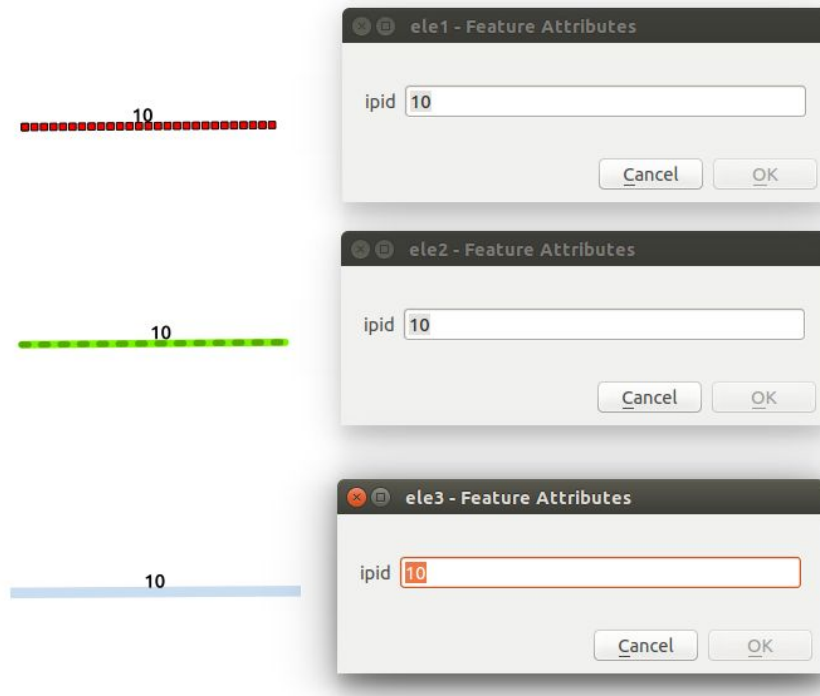 ele1 - Feature Attributes
10
ipid 10
Cancel OK
ele2 - Feature Attributes
10
ipid 10
Cancel OK
ele3 - Feature Attributes
10
ipid 10
Cancel OK